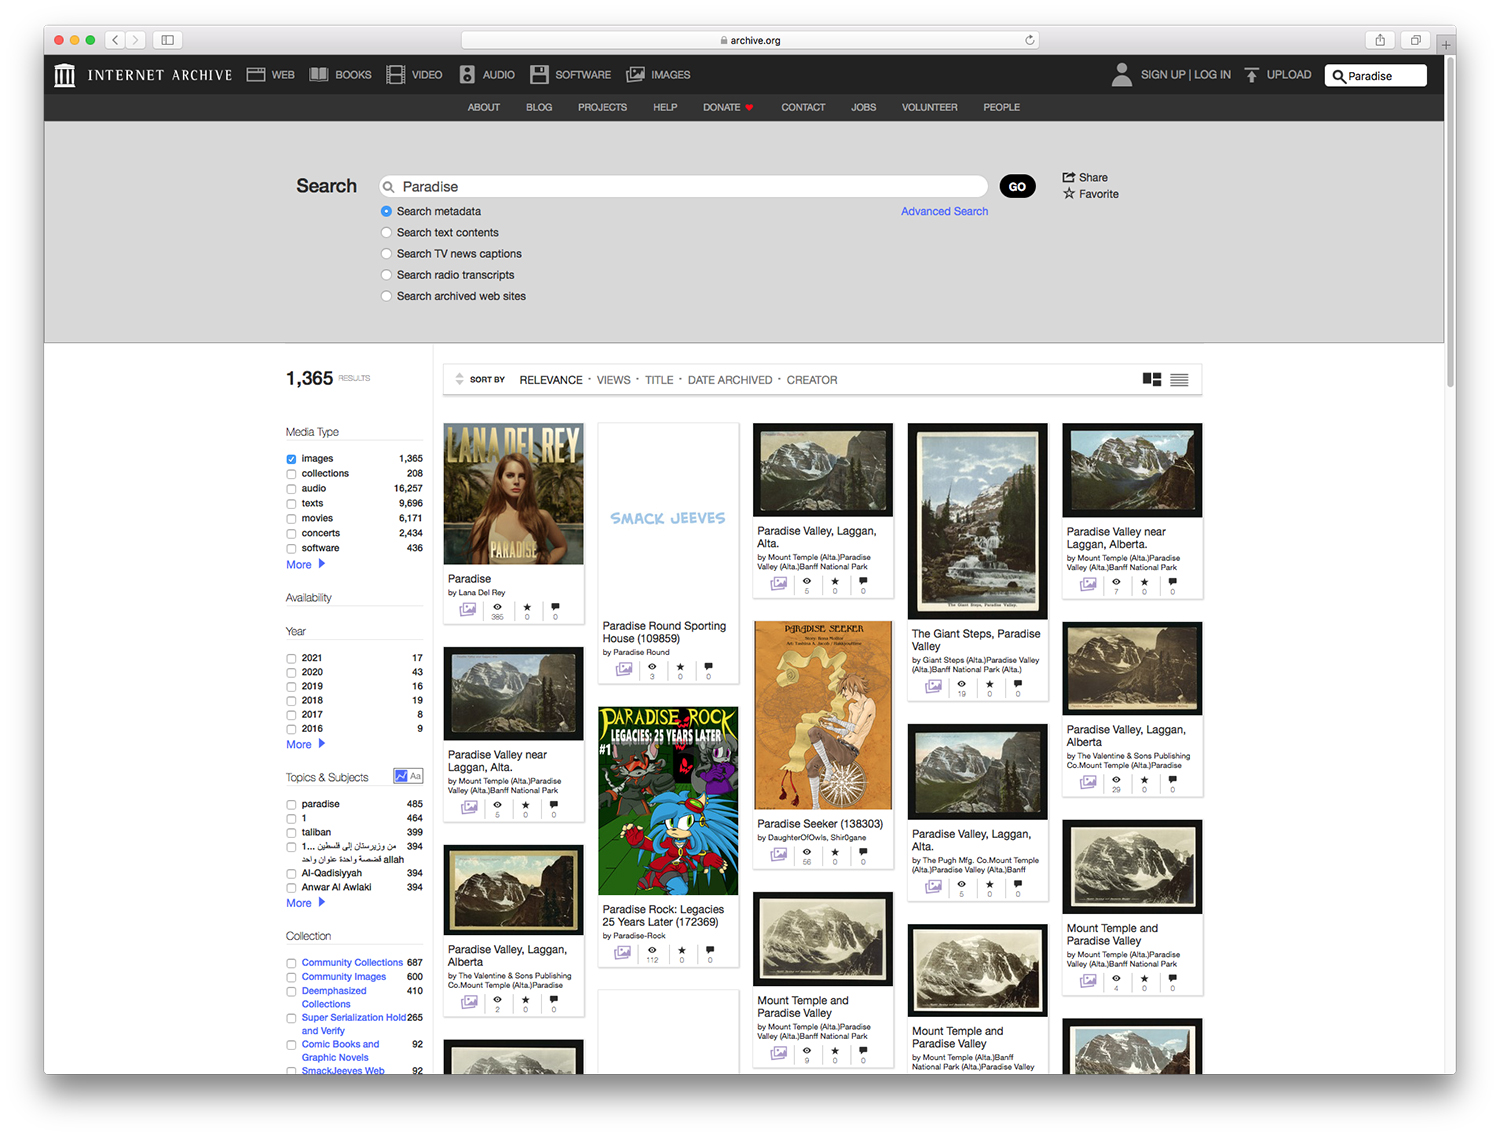 archive.org
INTERNET ARCHIVE WEB BOOKS VIDEO AUDIO SOFTWARE IMAGES SIGN UP | LOG IN UPLOAD Paradise
ABOUT BLOG PROJECTS HELP DONATE CONTACT JOBS VOLUNTEER PEOPLE
Search Paradise GO
Share
Favorite
Search metadata Advanced Search
Search text contents
Search TV news captions
Search radio transcripts
Search archived web sites
1,365 RESULTS
SORT BY RELEVANCE · VIEWS · TITLE · DATE ARCHIVED · CREATOR
Media Type
images 1,365
collections 208
audio 16,257
texts 9,696
movies 6,171
concerts 2,434
software 436
More
Availability
Year
2021 17
2020 43
2019 16
2018 19
2017 8
2016 9
More
Topics & Subjects Aa
paradise 485
1 464
taliban 399
من وزيرستان إلى فلسطين ...1 394
قصصة واحدة عنوان واحد allah
Al-Qadisiyyah 394
Anwar Al Awlaki 394
More
Collection
Community Collections 687
Community Images 600
Deemphasized 410
Collections
Super Serialization Hold 265
and Verify
Comic Books and 92
Graphic Novels
SmackJeeves Web 92
LANA DEL REY
PARADISE
Paradise
by Lana Del Rey
385 0 0
Paradise Valley near
Laggan, Alta.
by Mount Temple (Alta.)Paradise
Valley (Alta.)Banff National Park
5 0 0
Paradise Valley, Laggan,
Alberta
by The Valentine & Sons Publishing
Co.Mount Temple (Alta.)Paradise
2 0 0
SMACK JEEVES
Paradise Round Sporting
House (109859)
by Paradise Round
3 0 0
PARADISE ROCK
LEGACIES: 25 YEARS LATER
#1
Paradise Rock: Legacies
25 Years Later (172369)
by Paradise-Rock
112 0 0
Paradise Valley, Laggan,
Alta.
by Mount Temple (Alta.)Paradise
Valley (Alta.)Banff National Park
5 0 0
PARADISE SEEKER
Paradise Seeker (138303)
by DaughterOfOwls, Shir0gane
56 0 0
Mount Temple and
Paradise Valley
by Mount Temple (Alta.)Paradise
Valley (Alta.)Banff National Park
9 0 0
The Giant Steps, Paradise Valley.
The Giant Steps, Paradise
Valley
by Giant Steps (Alta.)Paradise Valley
(Alta.)Banff National Park (Alta.)
19 0 0
Paradise Valley, Laggan,
Alta.
by The Pugh Mfg. Co.Mount Temple
(Alta.)Paradise Valley (Alta.)Banff
5 0 0
Mount Temple and
Paradise Valley
by Mount Temple (Alta.)Banff
National Park (Alta.)Paradise Valley
Paradise Valley near
Laggan, Alberta.
by Mount Temple (Alta.)Paradise
Valley (Alta.)Banff National Park
7 0 0
Paradise Valley, Laggan,
Alberta
by The Valentine & Sons Publishing
Co.Mount Temple (Alta.)Paradise
29 0 0
Mount Temple and
Paradise Valley
by Mount Temple (Alta.)Paradise
Valley (Alta.)Banff National Park
4 0 0